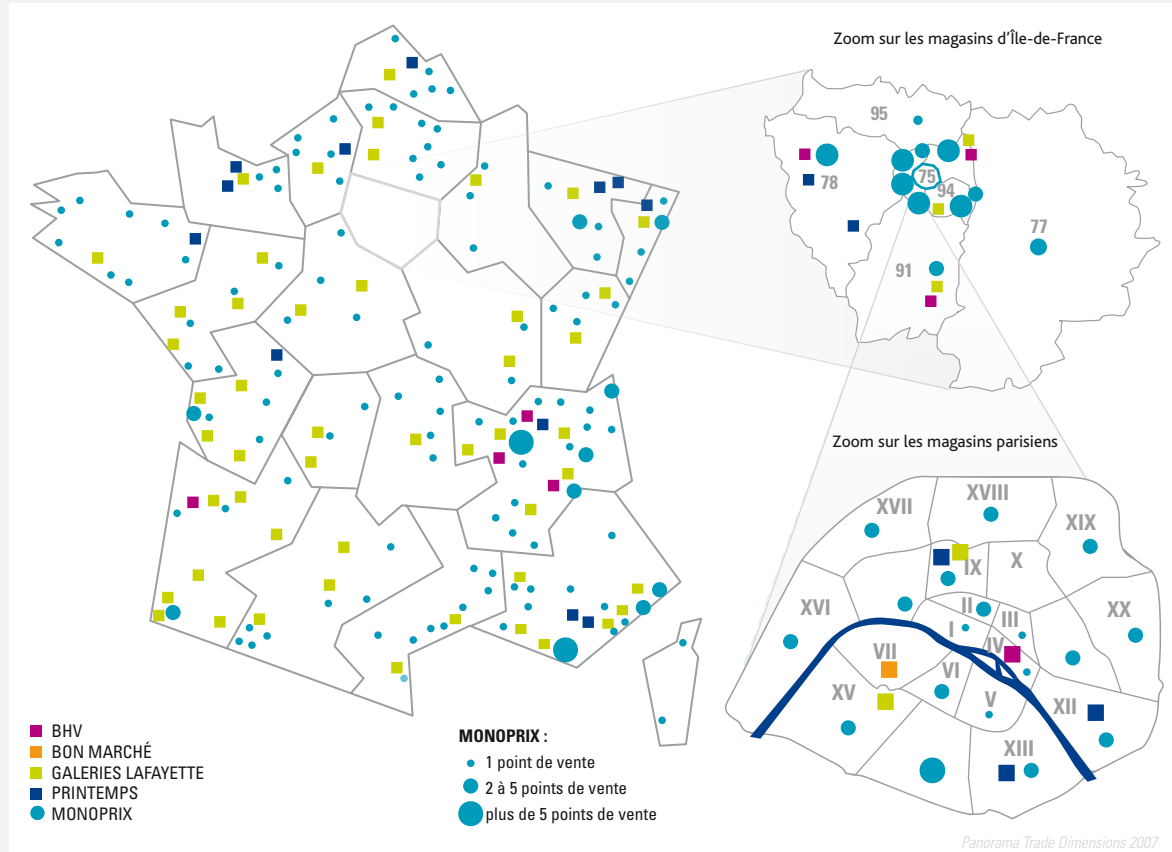 Zoom sur les magasins d'Île-de-France
95
75
78
94
77
91
Zoom sur les magasins parisiens
XVIII
XVII
XIX
IX
X
XVI
II
III
XX
I
IV
VII
VI
XV
V
XII
XIII
BHV
BON MARCHÉ
GALERIES LAFAYETTE
PRINTEMPS
MONOPRIX
MONOPRIX :
1 point de vente
2 à 5 points de vente
plus de 5 points de vente
Panorama Trade Dimensions 2007